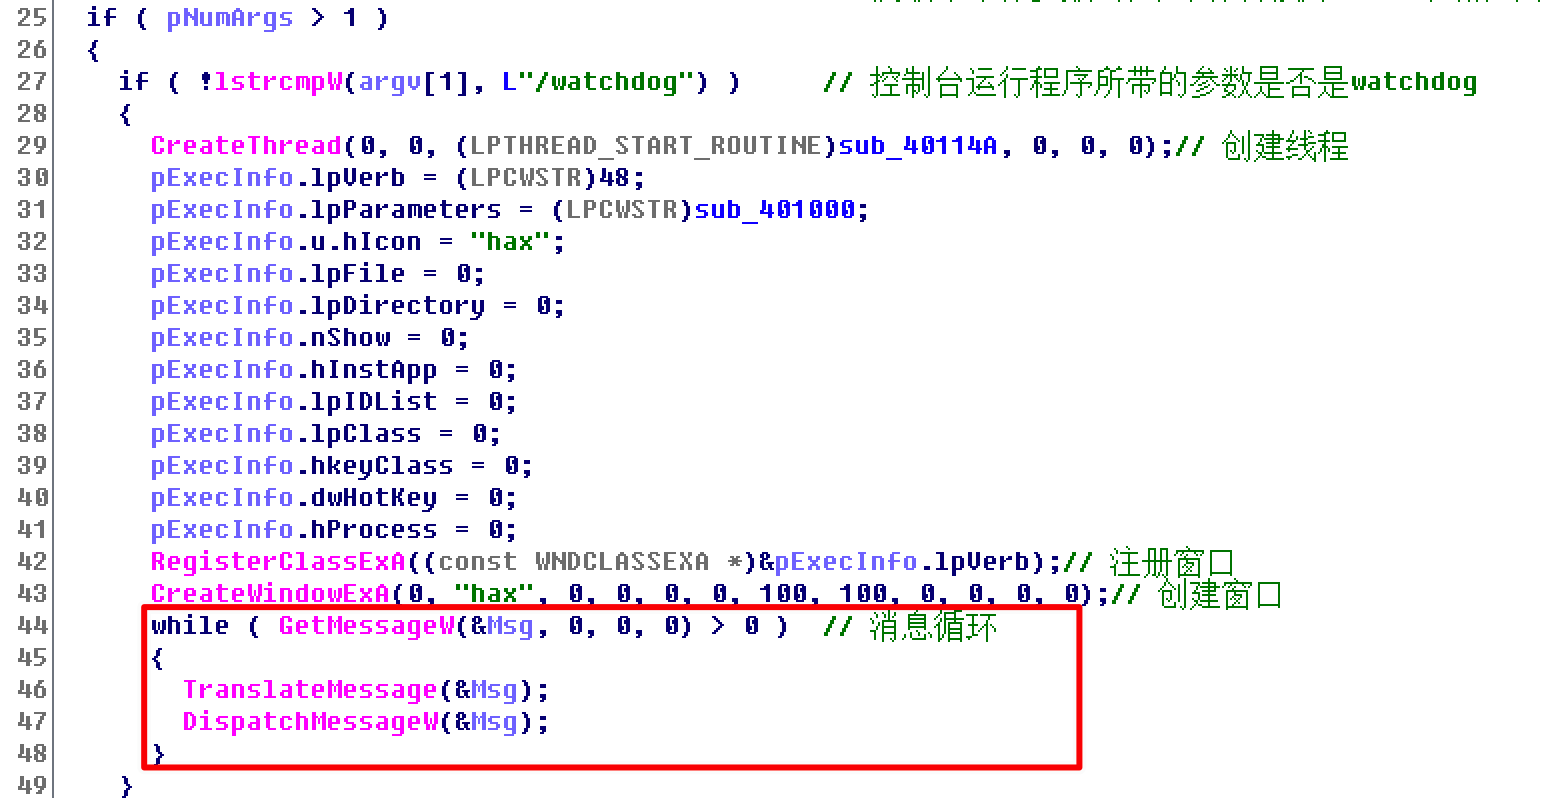 25 if ( pNumArgs > 1 )
26 {
27 if ( !lstrcmpW(argv[1], L"/watchdog") ) // 控制台运行程序所带的参数是否是watchdog
28 {
29 CreateThread(0, 0, (LPTHREAD_START_ROUTINE)sub_40114A, 0, 0, 0);// 创建线程
30 pExecInfo.lpVerb = (LPCWSTR)48;
31 pExecInfo.lpParameters = (LPCWSTR)sub_401000;
32 pExecInfo.u.hIcon = "hax";
33 pExecInfo.lpFile = 0;
34 pExecInfo.lpDirectory = 0;
35 pExecInfo.nShow = 0;
36 pExecInfo.hInstApp = 0;
37 pExecInfo.lpIDList = 0;
38 pExecInfo.lpClass = 0;
39 pExecInfo.hkeyClass = 0;
40 pExecInfo.dwHotKey = 0;
41 pExecInfo.hProcess = 0;
42 RegisterClassExA((const WNDCLASSEXA *)&pExecInfo.lpVerb);// 注册窗口
43 CreateWindowExA(0, "hax", 0, 0, 0, 0, 100, 100, 0, 0, 0, 0);// 创建窗口
44 while ( GetMessageW(&Msg, 0, 0, 0) > 0 ) // 消息循环
45 {
46 TranslateMessage(&Msg);
47 DispatchMessageW(&Msg);
48 }
49 }